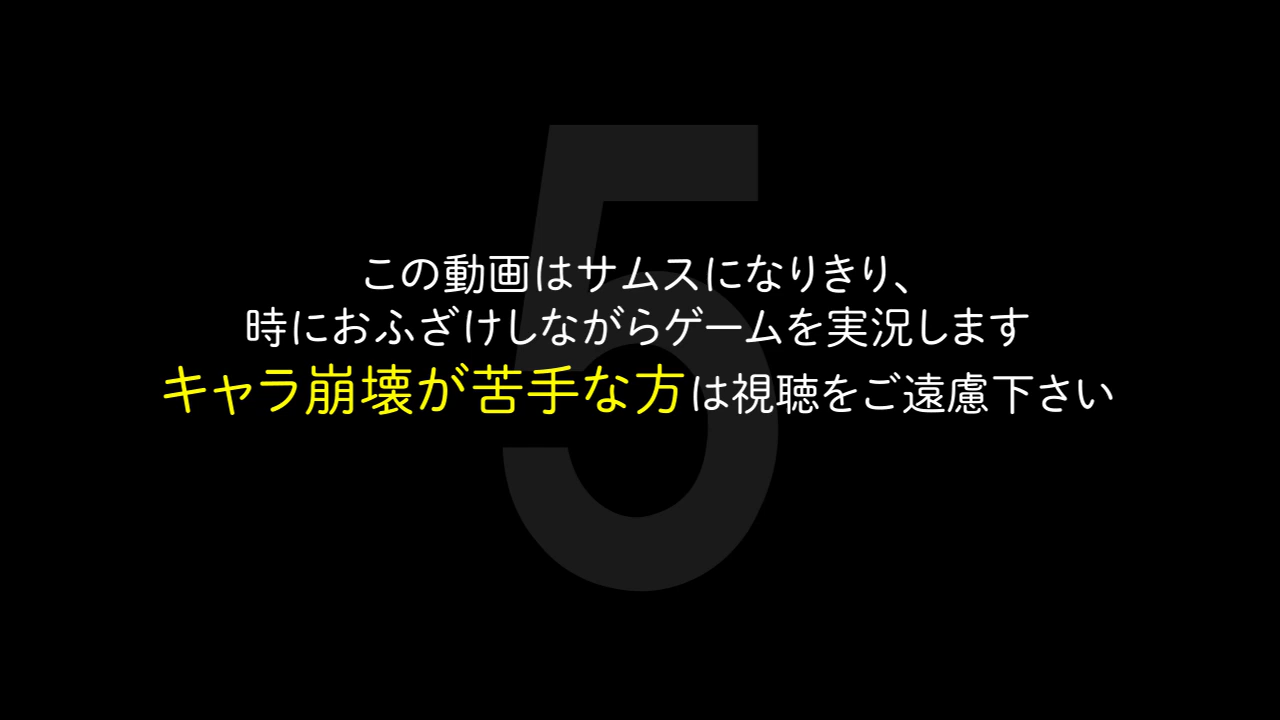 この動画はサムスになりきり、
時におふざけしながらゲームを実況します
キャラ崩壊が苦手な方は視聴をご遠慮下さい
5